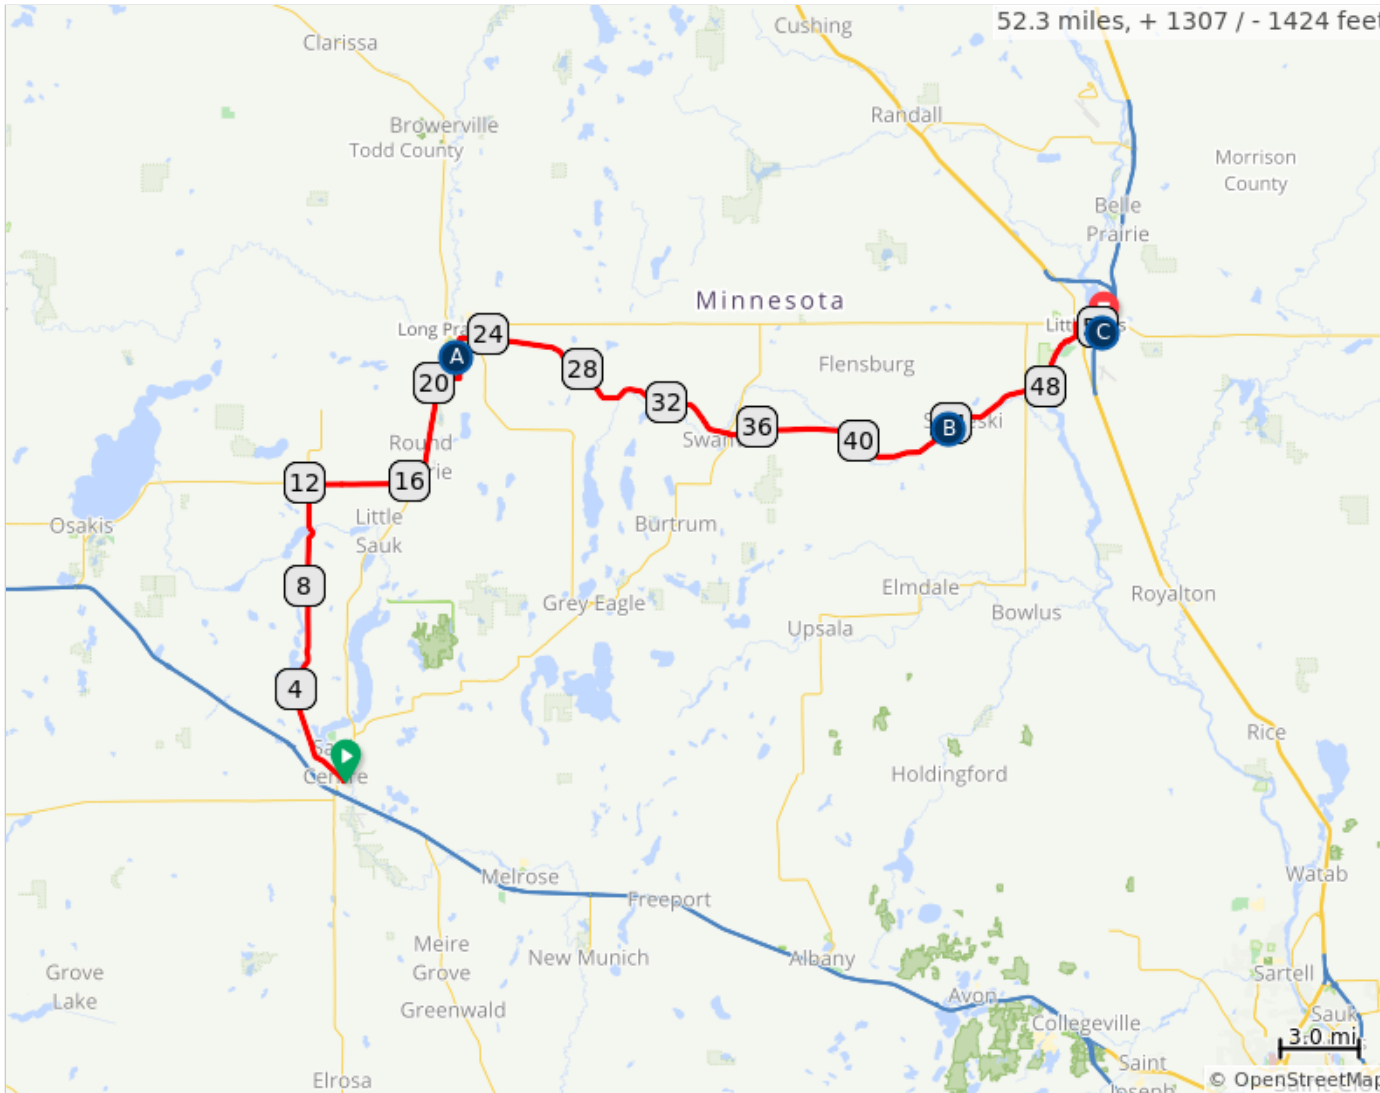 52.3 miles, + 1307 / - 1424 feet
Cushing
Clarissa
Randall
Browerville
Todd County
Morrison
County
Belle
Prairie
Minnesota
Long
24
C
A
Flensburg
28
20
48
32
36
B
40
Round
12
16
Little
Sauk
Osakis
Burtrum
8
Elmdale
Grey Eagle
Bowlus
Royalton
Upsala
4
Rice
Centre
Holdingford
Melrose
Watab
Freeport
Meire
Grove
New Munich
Albany
Grove
Lake
Sartell
Avon
Greenwald
Collegeville
Sauk
3.0 mi
Saint
Joseph
Elrosa
© OpenStreetMap